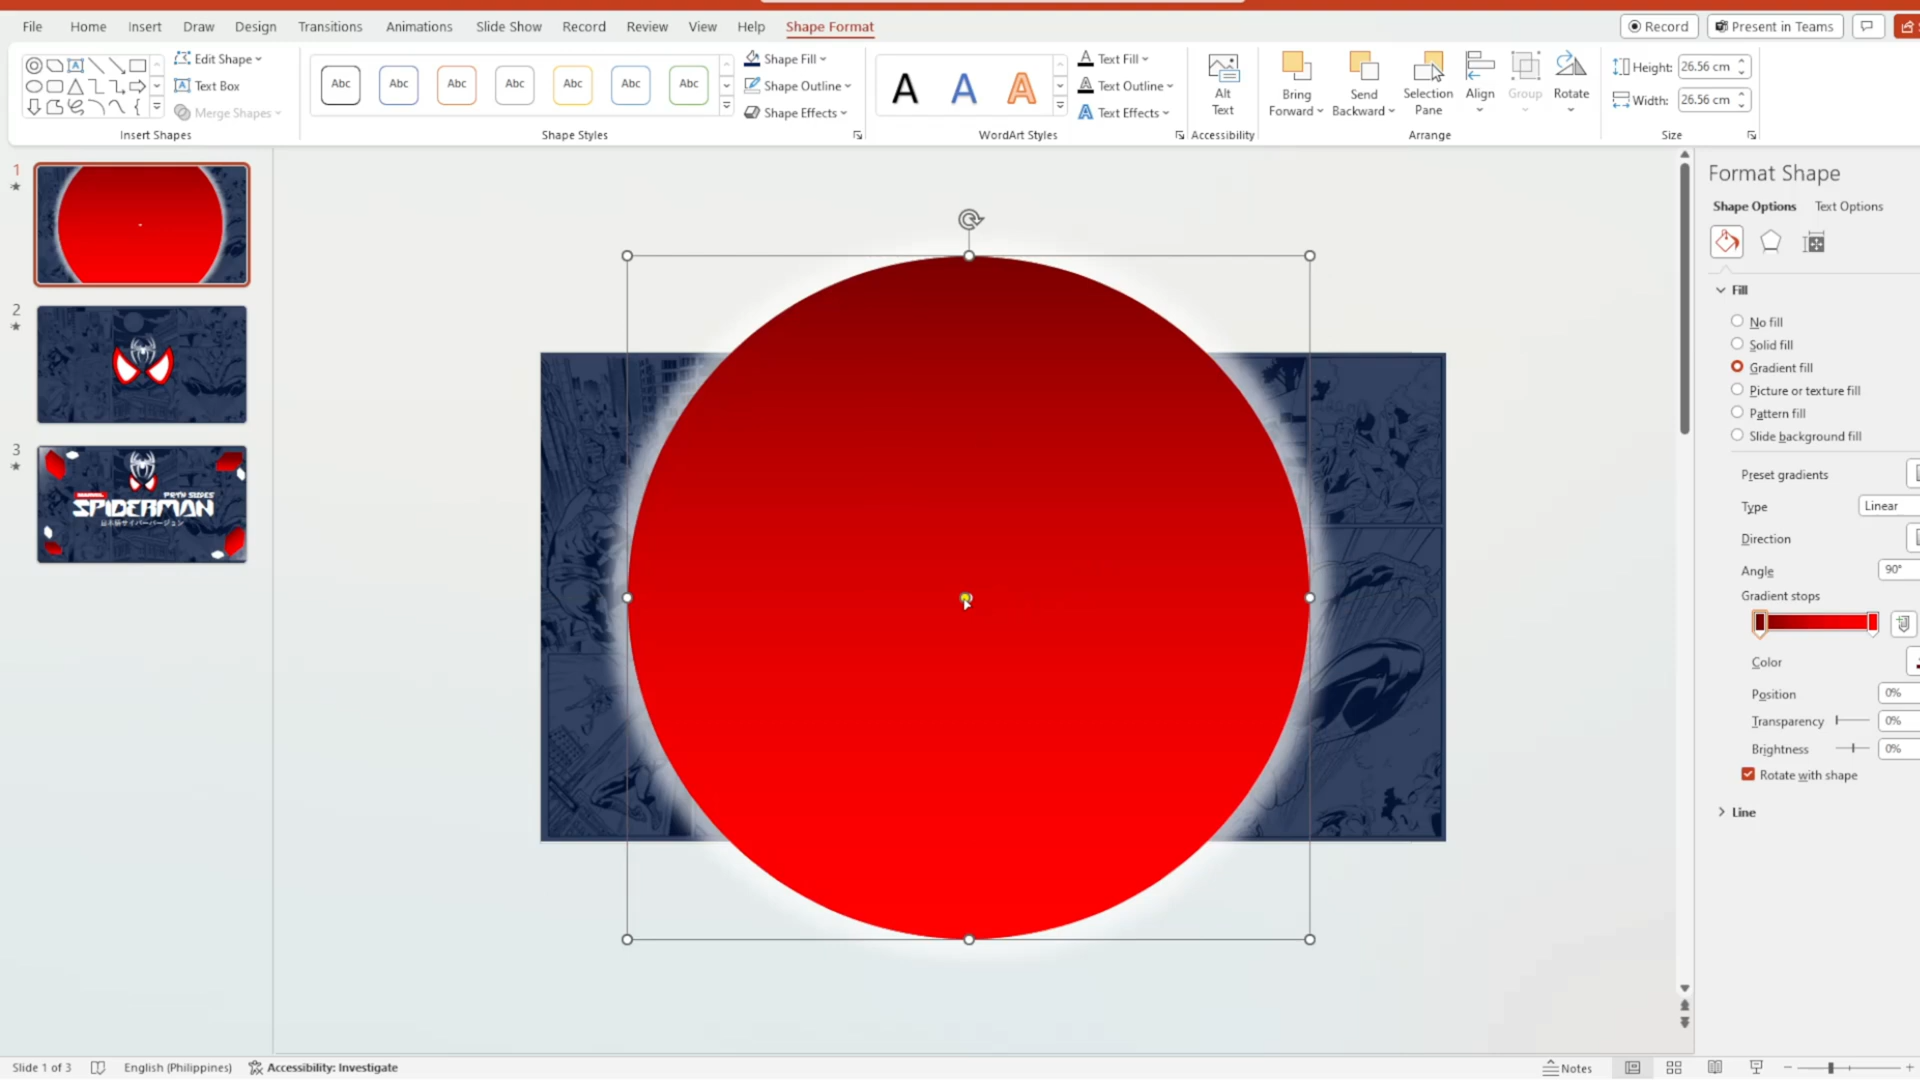 File Home Insert Draw Design Transitions Animations Slide Show Record Review View Help Shape Format
Record Present in Teams
Edit Shape
Text Box
Merge Shapes
Insert Shapes
Abc Abc Abc Abc Abc Abc Abc
Shape Styles
Shape Fill
Shape Outline
Shape Effects
A A A
WordArt Styles
Text Fill
Text Outline
Text Effects
Alt Text
Accessibility
Bring Forward
Send Backward
Selection Pane
Align
Group
Rotate
Arrange
Height: 26.56 cm
Width: 26.56 cm
Size
1
2
3
SPIDERMAN
Format Shape
Shape Options Text Options
Fill
No fill
Solid fill
Gradient fill
Picture or texture fill
Pattern fill
Slide background fill
Preset gradients
Type Linear
Direction
Angle 90°
Gradient stops
Color
Position 0%
Transparency 0%
Brightness 0%
Rotate with shape
Line
Slide 1 of 3 English (Philippines) Accessibility: Investigate Notes